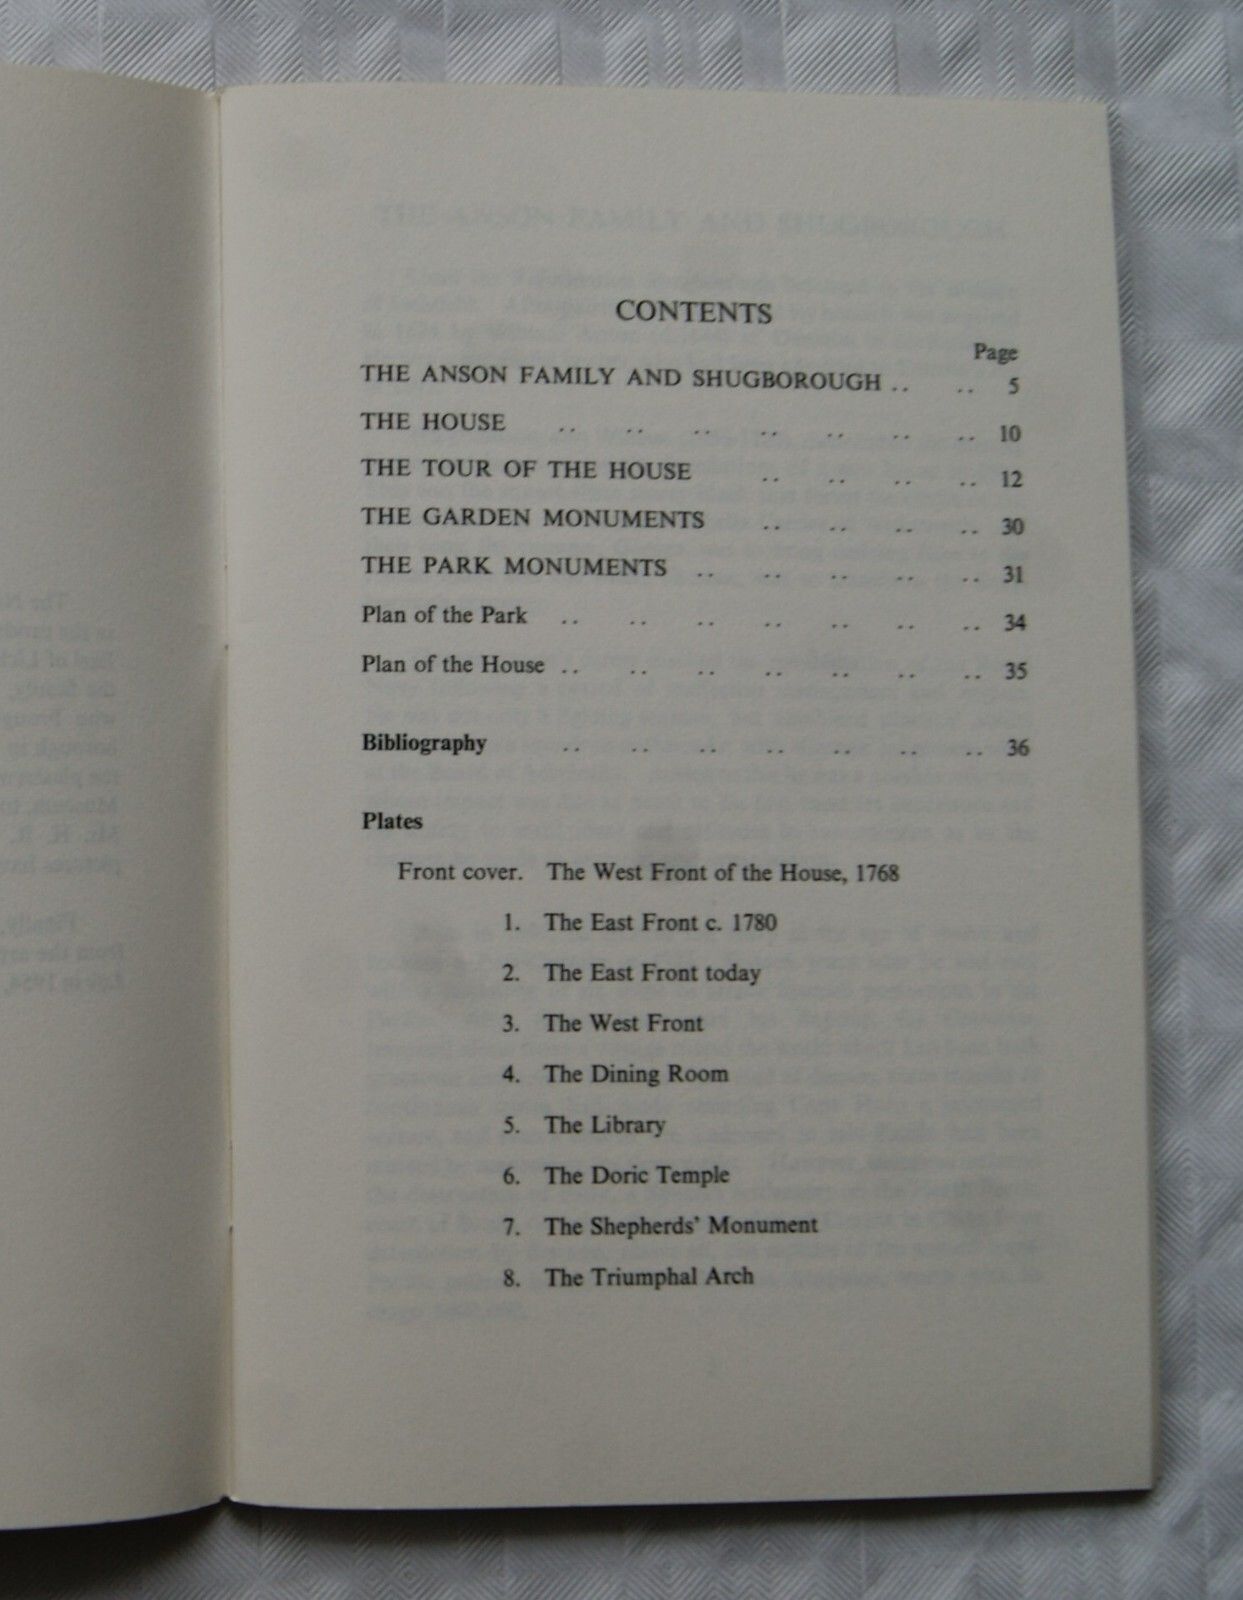 CONTENTS
Page
THE ANSON FAMILY AND SHUGBOROUGH .. .. 5
THE HOUSE .. .. .. .. .. .. .. 10
THE TOUR OF THE HOUSE .. .. .. .. 12
THE GARDEN MONUMENTS .. .. .. .. 30
THE PARK MONUMENTS .. .. .. .. .. 31
Plan of the Park .. .. .. .. .. .. .. 34
Plan of the House .. .. .. .. .. .. .. 35
Bibliography .. .. .. .. .. .. .. 36
Plates
Front cover. The West Front of the House, 1768
1. The East Front c. 1780
2. The East Front today
3. The West Front
4. The Dining Room
5. The Library
6. The Doric Temple
7. The Shepherds' Monument
8. The Triumphal Arch